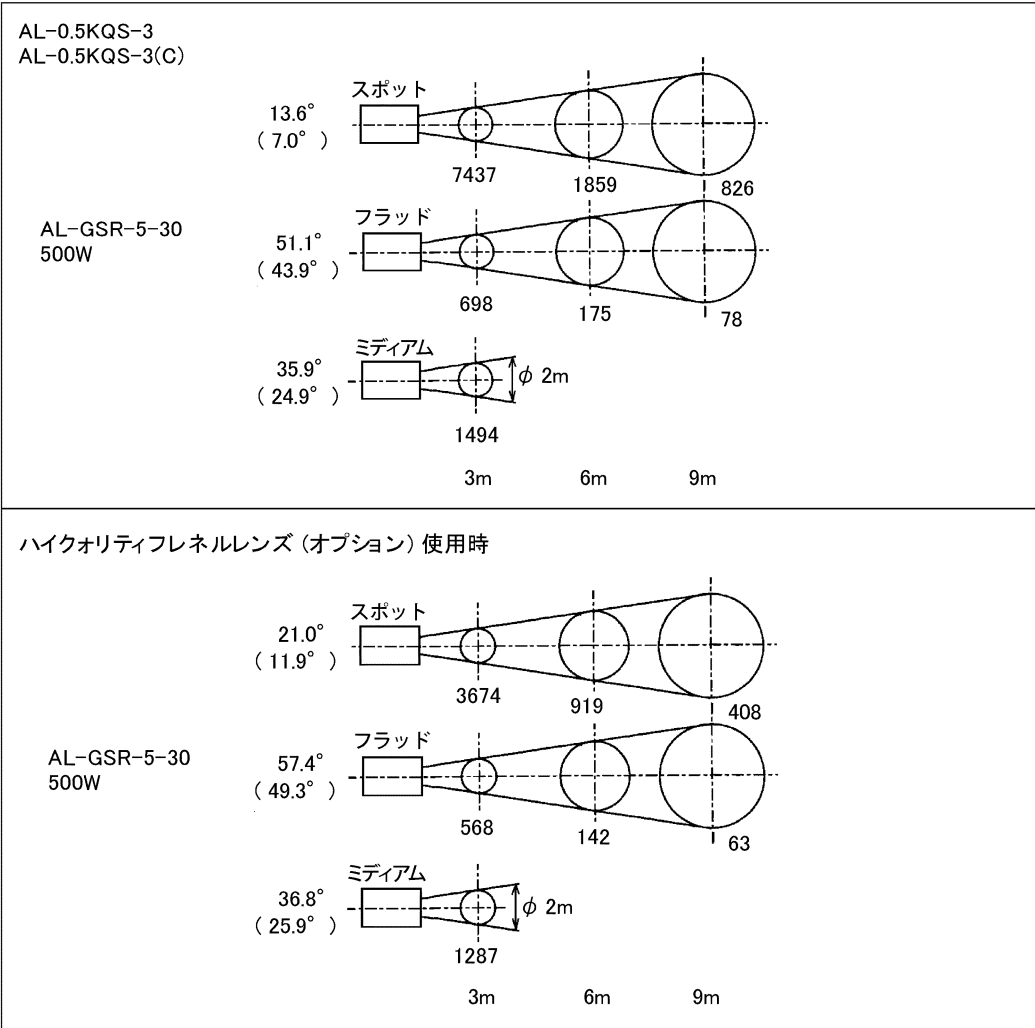 AL-0.5KQS-3
AL-0.5KQS-3(C)
スポット
13.6°
( 7.0° )
7437
1859
826
AL-GSR-5-30
500W
フラッド
51.1°
( 43.9° )
698
175
78
ミディアム
35.9°
( 24.9° )
φ 2m
1494
3m
6m
9m
ハイクォリティフレネルレンズ (オプション) 使用時
スポット
21.0°
( 11.9° )
3674
919
408
AL-GSR-5-30
500W
フラッド
57.4°
( 49.3° )
568
142
63
ミディアム
36.8°
( 25.9° )
φ 2m
1287
3m
6m
9m